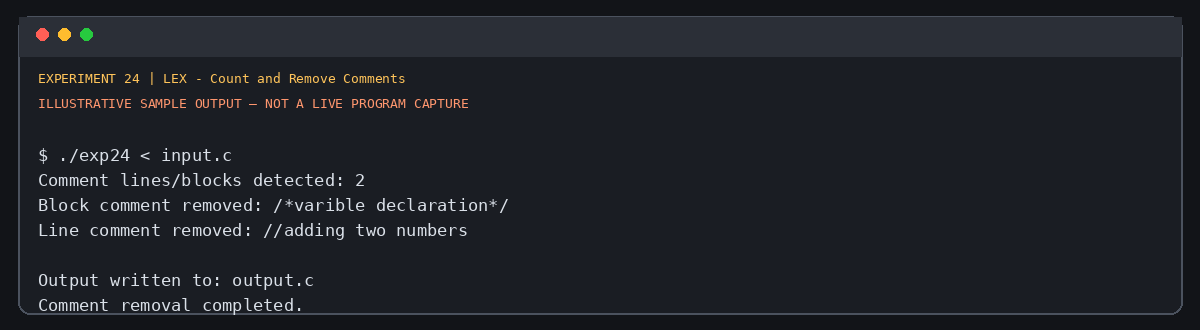 EXPERIMENT 24 | LEX - Count and Remove Comments
ILLUSTRATIVE SAMPLE OUTPUT — NOT A LIVE PROGRAM CAPTURE
$ ./exp24 < input.c
Comment lines/blocks detected: 2
Block comment removed: /*varible declaration*/
Line comment removed: //adding two numbers
Output written to: output.c
Comment removal completed.